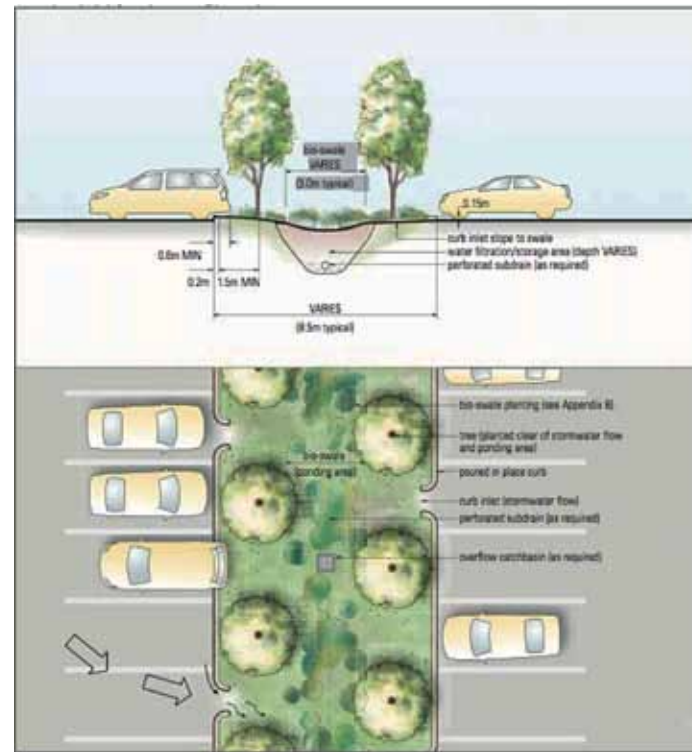 bio-swale
VARIES
(3.0m typical)
0.15m
curb inlet slope to swale
water filtration/storage area (depth VARIES)
perforated subdrain (as required)
0.6m MIN
0.2m
1.5m MIN
VARIES
(8.5m typical)
bio-swale planting (see Appendix B)
tree (planted clear of stormwater flow
and ponding area)
bio-swale
(ponding area)
poured in place curb
curb inlet (stormwater flow)
perforated subdrain (as required)
overflow catchbasin (as required)